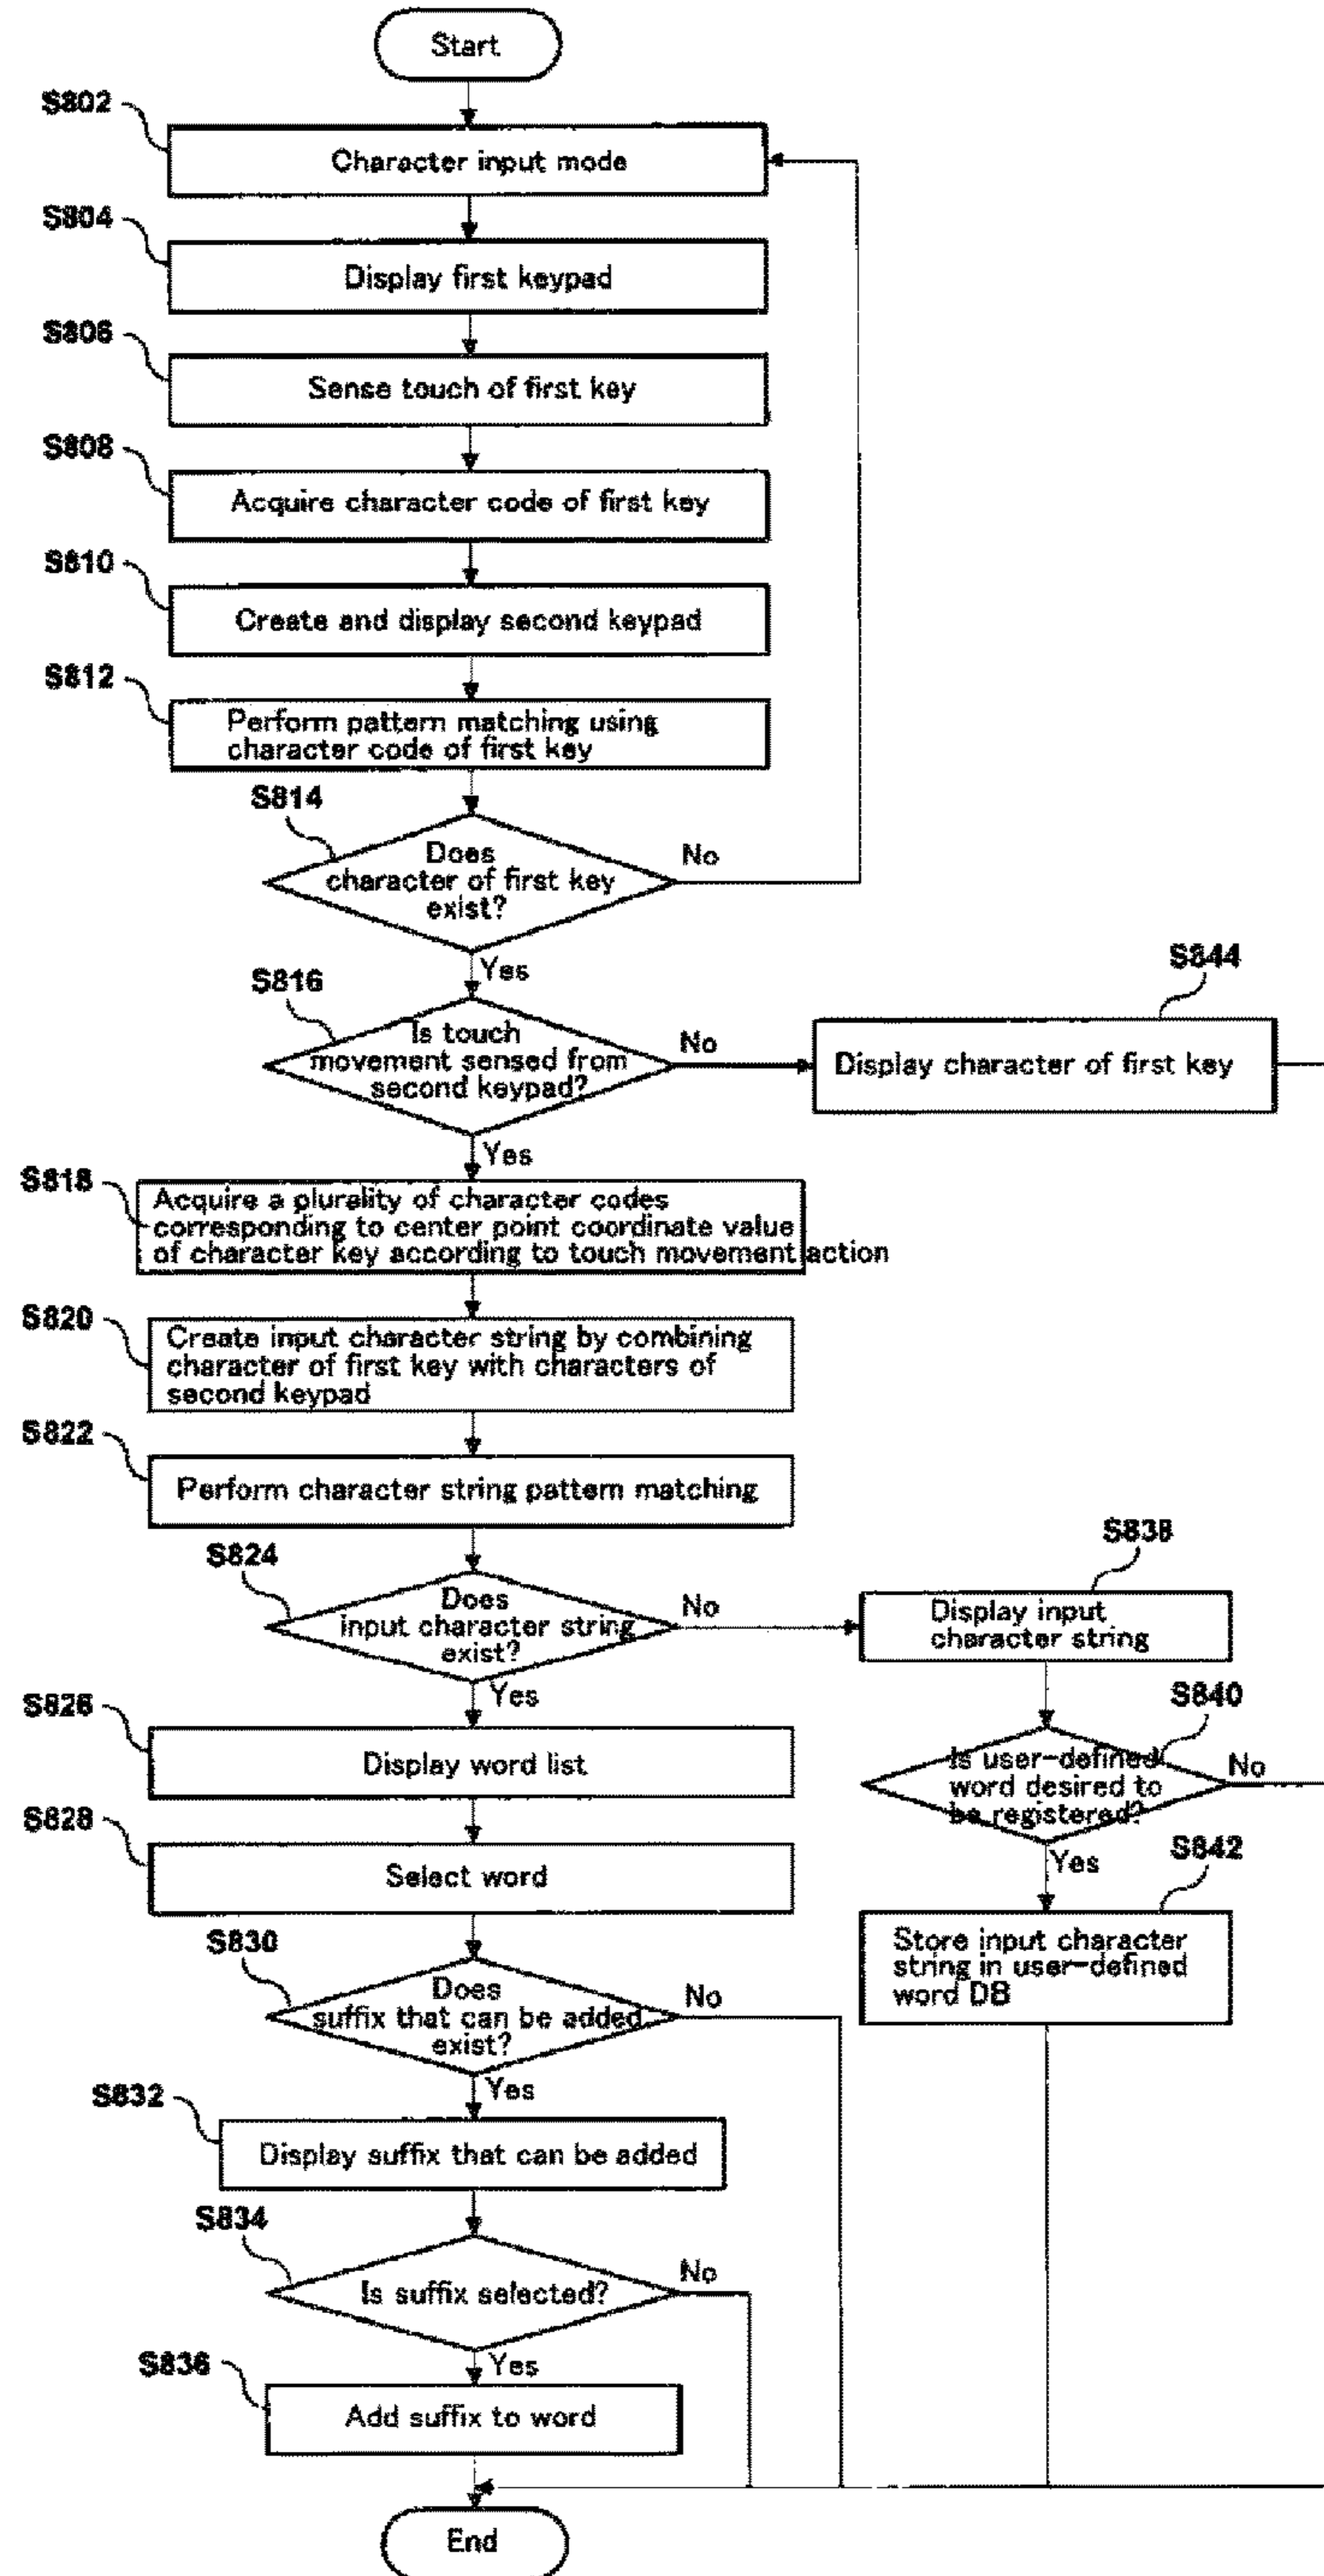 Start
S802
Character input mode
S804
Display first keypad
S806
Sense touch of first key
S808
Acquire character code of first key
S810
Create and display second keypad
S812
Perform pattern matching using
character code of first key
S814
Does
character of first key
exist?
No
Yes
S816
Is touch
movement sensed from
second keypad?
No
S844
Display character of first key
Yes
S818
Acquire a plurality of character codes
corresponding to center point coordinate value
of character key according to touch movement action
S820
Create input character string by combining
character of first key with characters of
second keypad
S822
Perform character string pattern matching
S824
Does
input character string
exist?
No
S838
Display input
character string
Yes
S826
Display word list
S840
Is user-defined
word desired to
be registered?
No
Yes
S828
Select word
S842
Store input character
string in user-defined
word DB
S830
Does
suffix that can be added
exist?
No
Yes
S832
Display suffix that can be added
S834
Is suffix selected?
No
Yes
S836
Add suffix to word
End